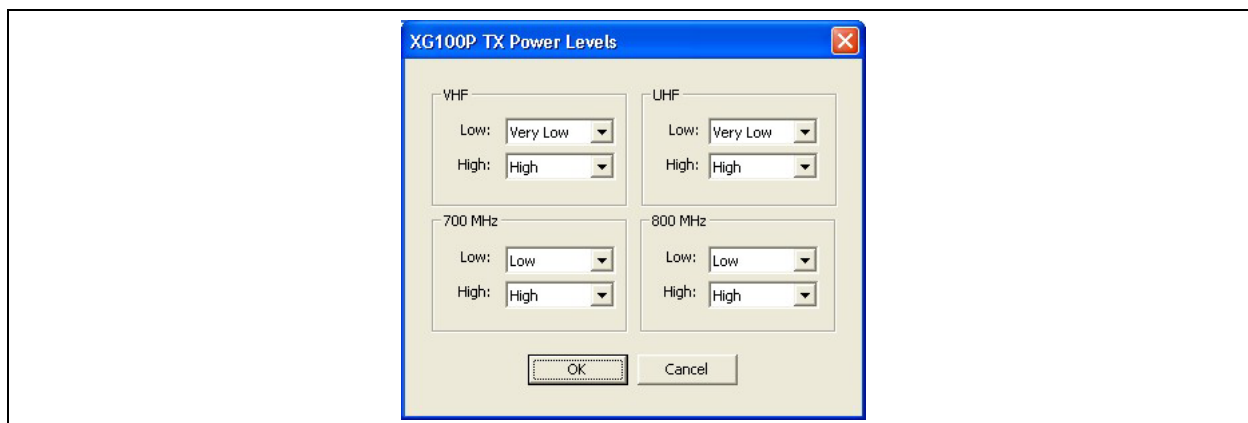 XG100P TX Power Levels
VHF
Low: Very Low
High: High
UHF
Low: Very Low
High: High
700 MHz
Low: Low
High: High
800 MHz
Low: Low
High: High
OK Cancel